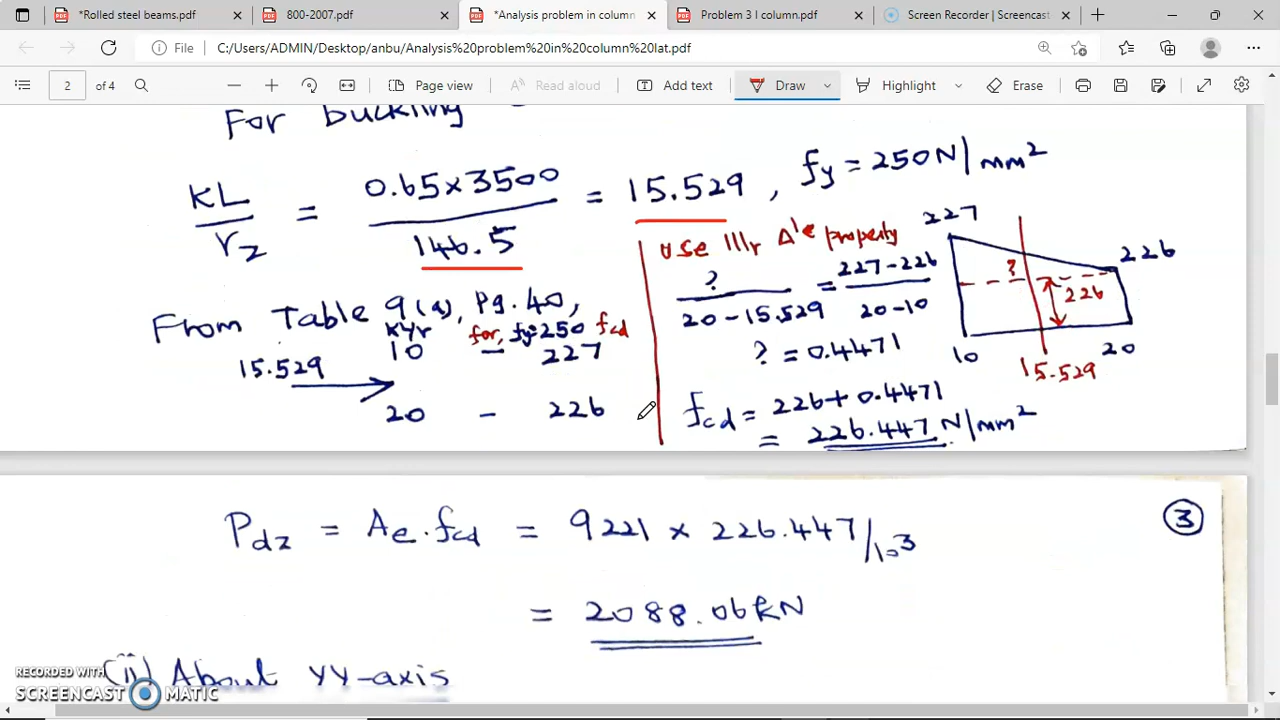 *Rolled steel beams.pdf
800-2007.pdf
*Analysis problem in column
Problem 3 I column.pdf
Screen Recorder | Screencast
File
C:/Users/ADMIN/Desktop/anbu/Analysis%20problem%20in%20column%20lat.pdf
2 of 4
Page view
Read aloud
Add text
Draw
Highlight
Erase
For buckling
KL/rz = 0.65×3500/146.5 = 15.529, fy = 250N/mm²
From Table 9(a), Pg. 40,
KL/r for, fy=250 fcd
15.529 10 – 227
20 – 226
Use lllr Δ'le property
?/20-15.529 = 227-226/20-10
? = 0.4471
fcd = 226+0.4471
= 226.447 N/mm²
227
226
?
226
10
15.529
20
Pdz = Ae.fcd = 9221 × 226.447/10³
3
= 2088.06kN
(ii) About YY-axis
RECORDED WITH
SCREENCAST MATIC